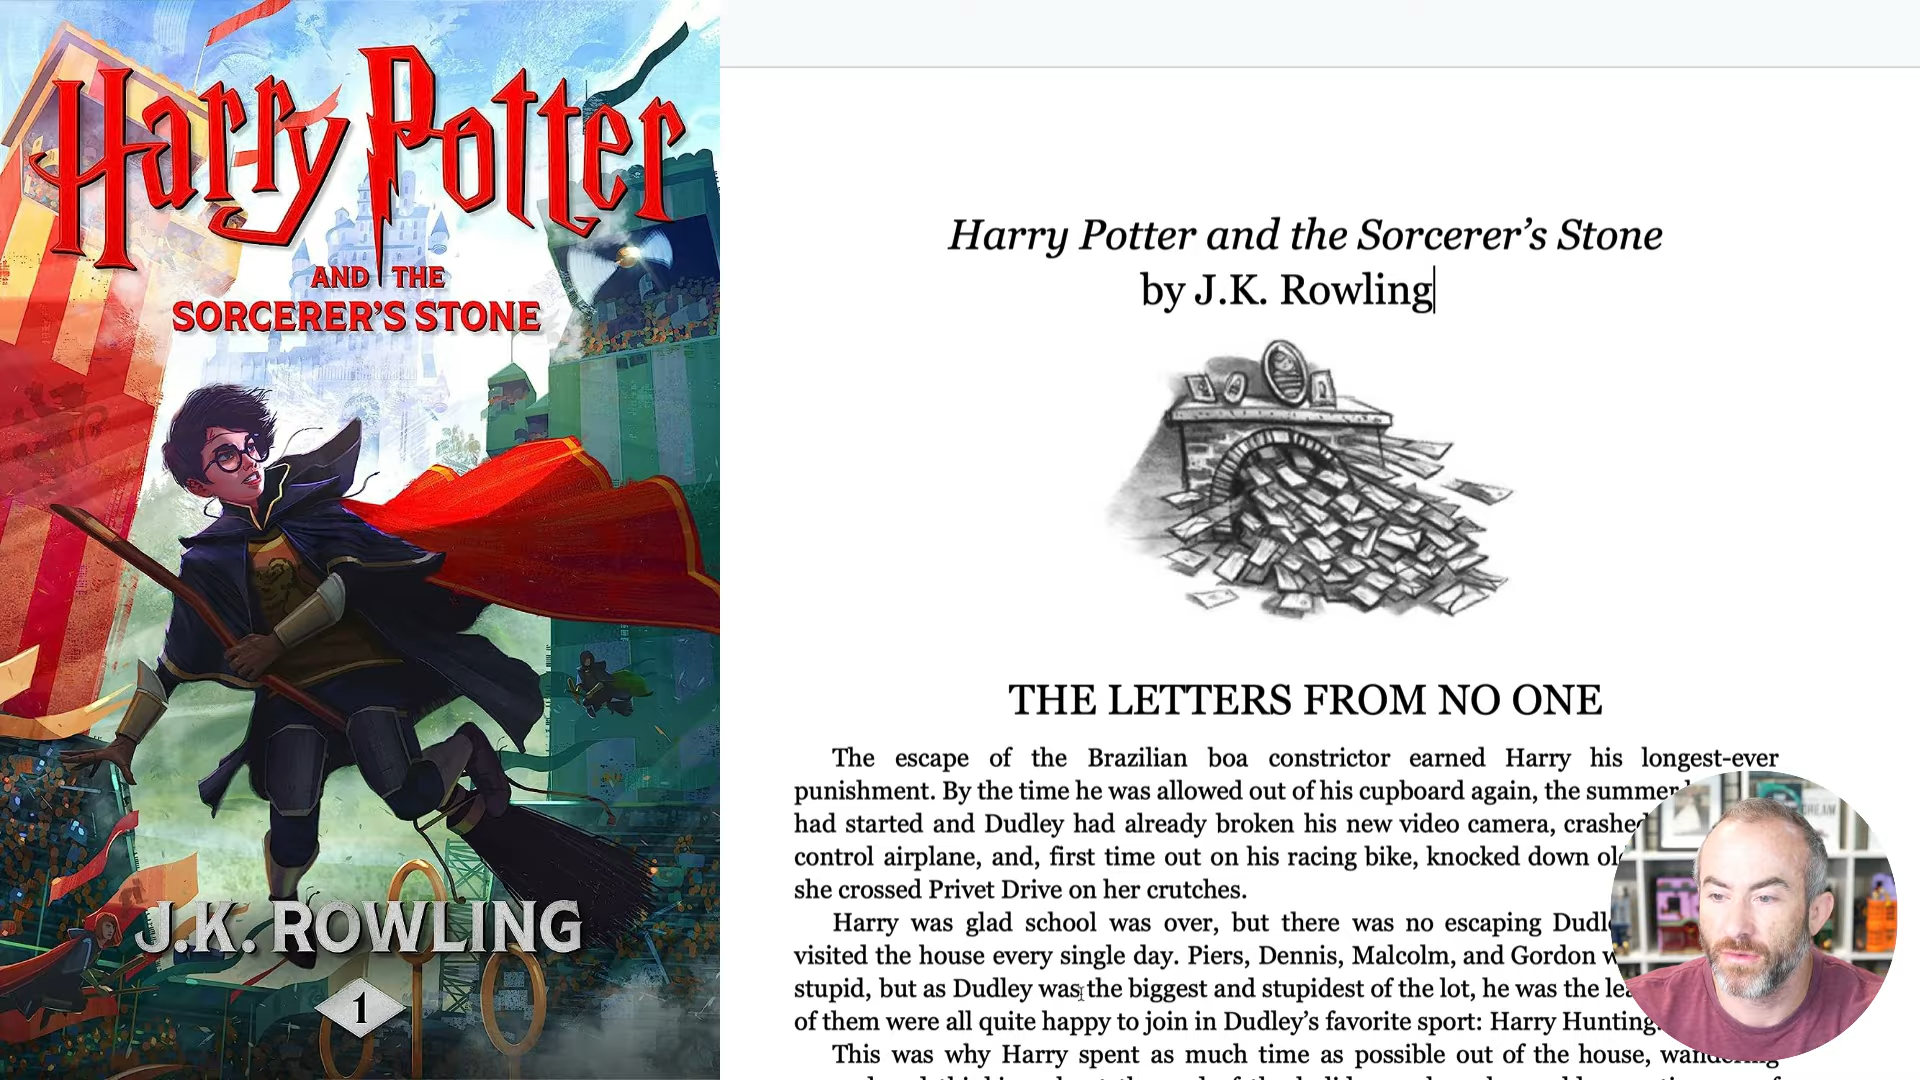 Harry Potter
AND THE
SORCERER'S STONE
J.K. ROWLING
1
Harry Potter and the Sorcerer’s Stone
by J.K. Rowling
THE LETTERS FROM NO ONE
The escape of the Brazilian boa constrictor earned Harry his longest-ever
punishment. By the time he was allowed out of his cupboard again, the summer
had started and Dudley had already broken his new video camera, crashed
control airplane, and, first time out on his racing bike, knocked down
she crossed Privet Drive on her crutches.
Harry was glad school was over, but there was no escaping
visited the house every single day. Piers, Dennis, Malcolm, and Gordon
stupid, but as Dudley was the biggest and stupidest of the lot, he was the
of them were all quite happy to join in Dudley’s favorite sport: Harry Hunting.
This was why Harry spent as much time as possible out of the house, wandering